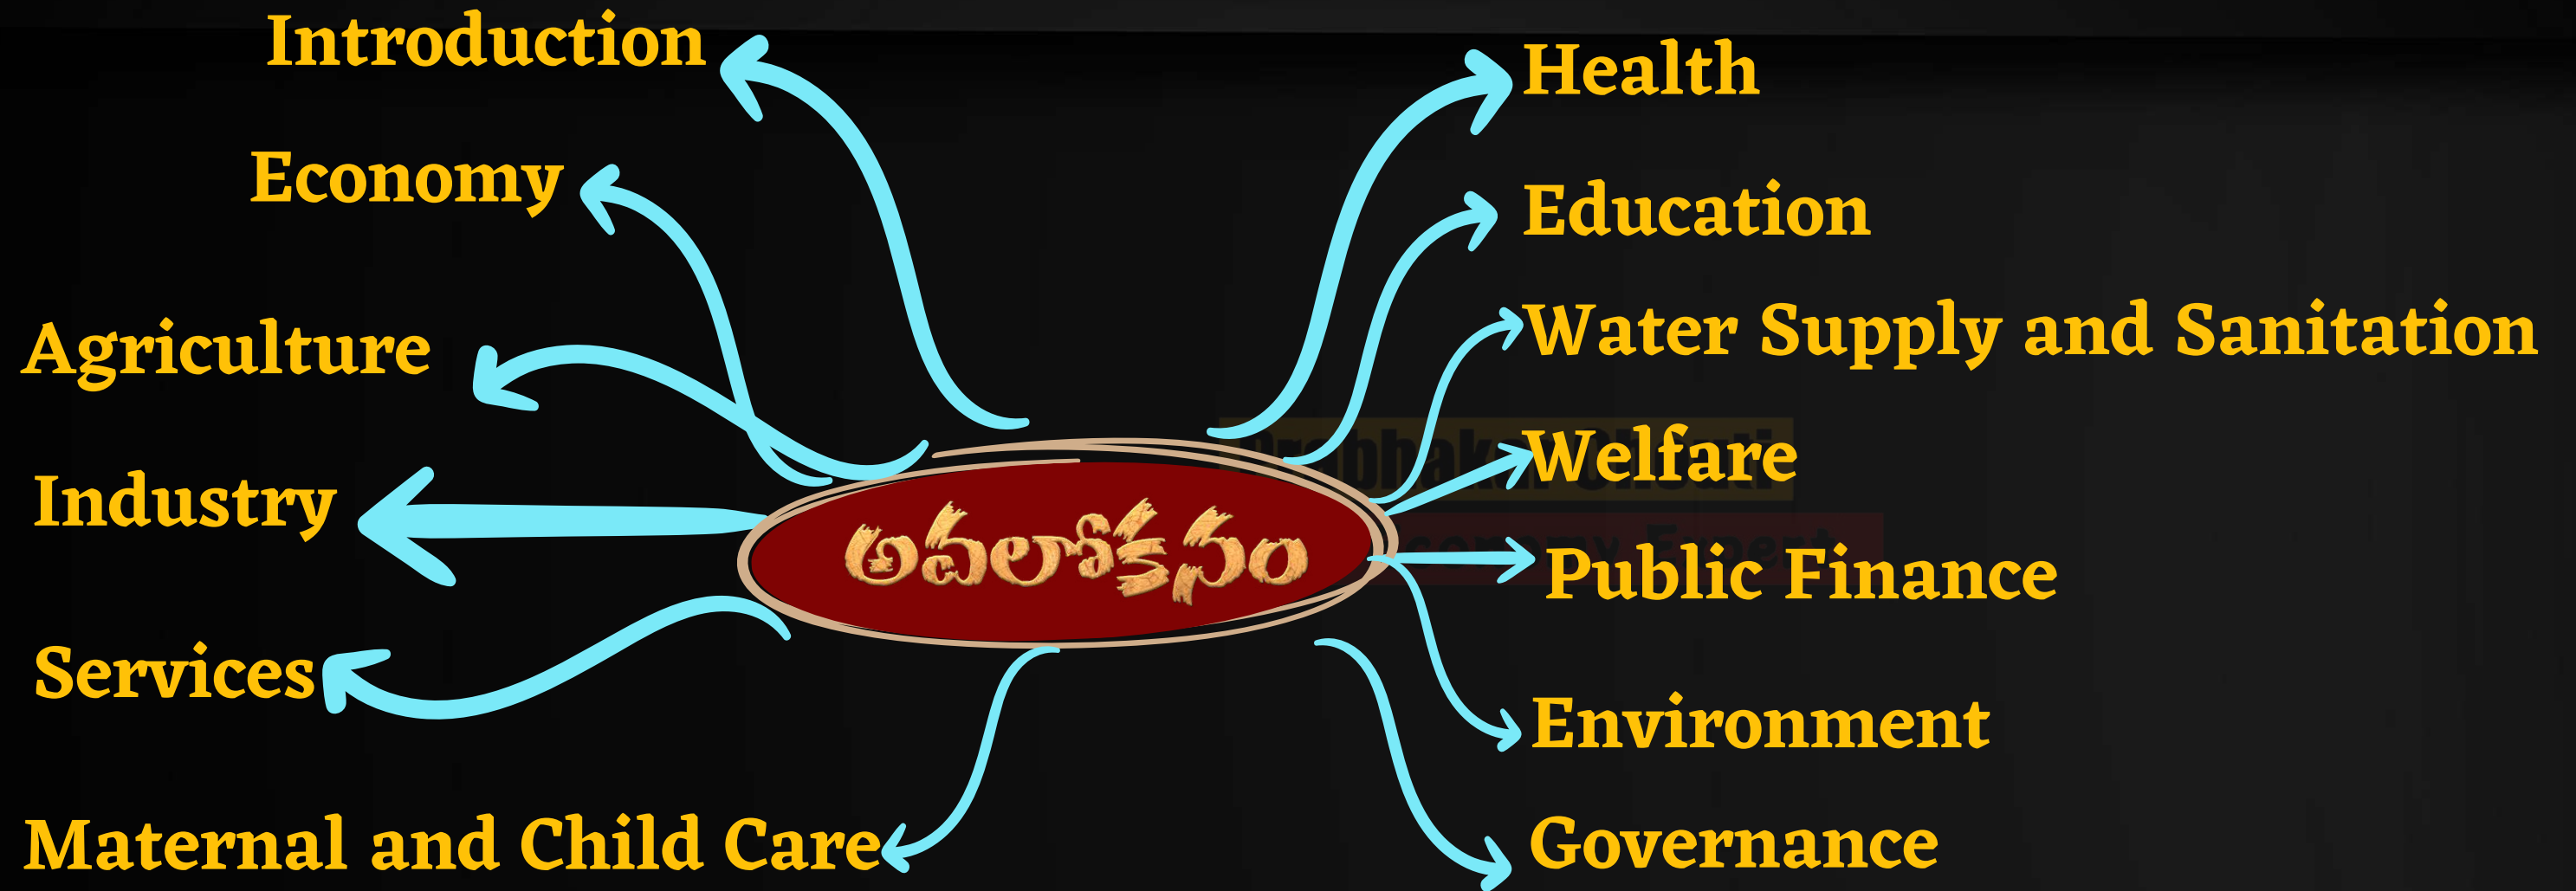 Introduction
Economy
Agriculture
Industry
Services
Maternal and Child Care
అవలోకనం
Health
Education
Water Supply and Sanitation
Welfare
Public Finance
Environment
Governance